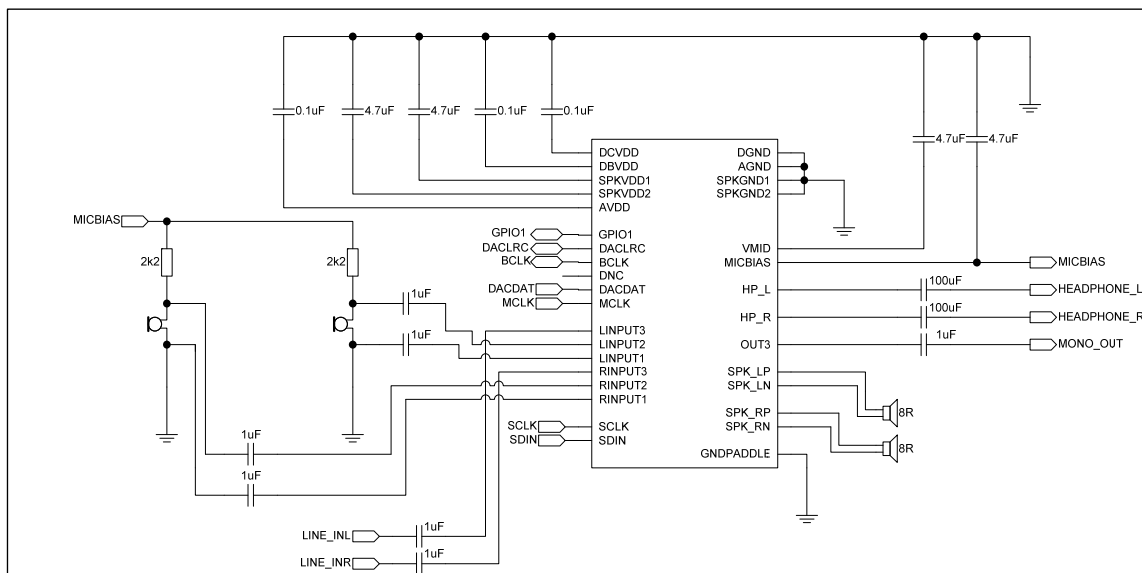 0.1uF
4.7uF
4.7uF
0.1uF
0.1uF
4.7uF
4.7uF
DCVDD
DBVDD
SPKVDD1
SPKVDD2
AVDD
DGND
AGND
SPKGND1
SPKGND2
MICBIAS
2k2
2k2
GPIO1
DACLRC
BCLK
DACDAT
MCLK
GPIO1
DACLRC
BCLK
DNC
DACDAT
MCLK
VMID
MICBIAS
MICBIAS
1uF
1uF
LINPUT3
LINPUT2
LINPUT1
RINPUT3
RINPUT2
RINPUT1
HP_L
HP_R
OUT3
100uF
HEADPHONE_L
100uF
HEADPHONE_R
1uF
MONO_OUT
SPK_LP
SPK_LN
8R
SPK_RP
SPK_RN
8R
SCLK
SDIN
SCLK
SDIN
GNDPADDLE
1uF
1uF
LINE_INL
1uF
LINE_INR
1uF